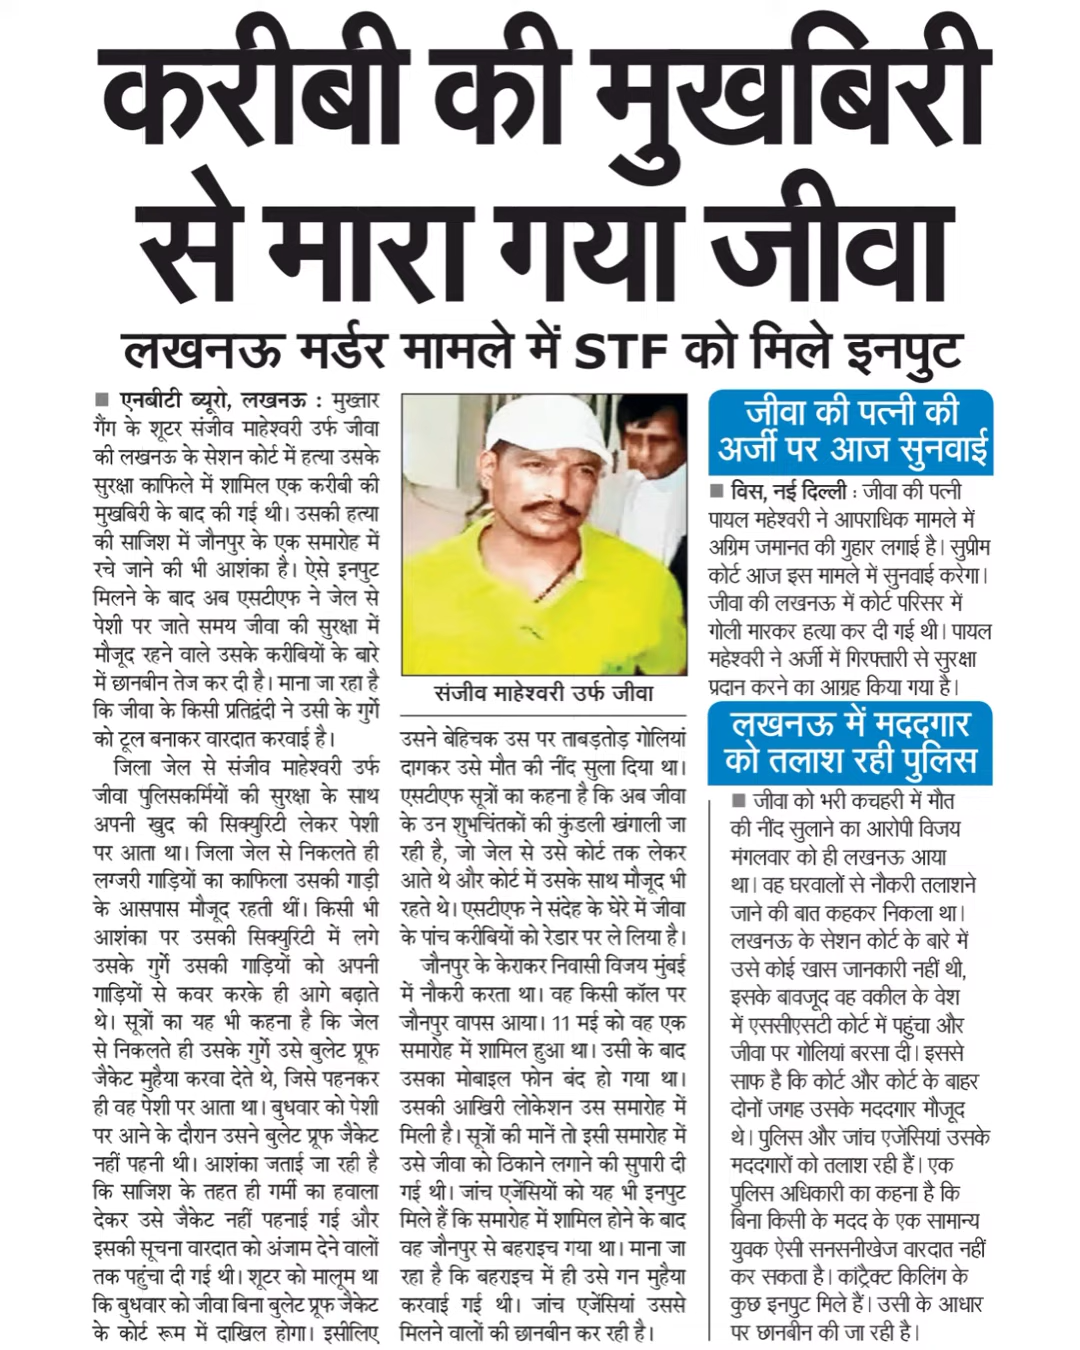 करीबी की मुखबिरी
से मारा गया जीवा
लखनऊ मर्डर मामले में STF को मिले इनपुट
■ एनबीटी ब्यूरो, लखनऊ : मुख्तार
गैंग के शूटर संजीव माहेश्वरी उर्फ जीवा
की लखनऊ के सेशन कोर्ट में हत्या उसके
सुरक्षा काफिले में शामिल एक करीबी की
मुखबिरी के बाद की गई थी। उसकी हत्या
की साजिश में जौनपुर के एक समारोह में
रचे जाने की भी आशंका है। ऐसे इनपुट
मिलने के बाद अब एसटीएफ ने जेल से
पेशी पर जाते समय जीवा की सुरक्षा में
मौजूद रहने वाले उसके करीबियों के बारे
में छानबीन तेज कर दी है। माना जा रहा है
कि जीवा के किसी प्रतिद्वंदी ने उसी के गुर्गे
को टूल बनाकर वारदात करवाई है।
जिला जेल से संजीव माहेश्वरी उर्फ
जीवा पुलिसकर्मियों की सुरक्षा के साथ
अपनी खुद की सिक्युरिटी लेकर पेशी
पर आता था। जिला जेल से निकलते ही
लग्जरी गाड़ियों का काफिला उसकी गाड़ी
के आसपास मौजूद रहती थीं। किसी भी
आशंका पर उसकी सिक्युरिटी में लगे
उसके गुर्गे उसकी गाड़ियों को अपनी
गाड़ियों से कवर करके ही आगे बढ़ाते
थे। सूत्रों का यह भी कहना है कि जेल
से निकलते ही उसके गुर्गे उसे बुलेट प्रूफ
जैकेट मुहैया करवा देते थे, जिसे पहनकर
ही वह पेशी पर आता था। बुधवार को पेशी
पर आने के दौरान उसने बुलेट प्रूफ जैकेट
नहीं पहनी थी। आशंका जताई जा रही है
कि साजिश के तहत ही गर्मी का हवाला
देकर उसे जैकेट नहीं पहनाई गई और
इसकी सूचना वारदात को अंजाम देने वालों
तक पहुंचा दी गई थी। शूटर को मालूम था
कि बुधवार को जीवा बिना बुलेट प्रूफ जैकेट
के कोर्ट रूम में दाखिल होगा। इसीलिए
संजीव माहेश्वरी उर्फ जीवा
उसने बेहिचक उस पर ताबड़तोड़ गोलियां
दागकर उसे मौत की नींद सुला दिया था।
एसटीएफ सूत्रों का कहना है कि अब जीवा
के उन शुभचिंतकों की कुंडली खंगाली जा
रही है, जो जेल से उसे कोर्ट तक लेकर
आते थे और कोर्ट में उसके साथ मौजूद भी
रहते थे। एसटीएफ ने संदेह के घेरे में जीवा
के पांच करीबियों को रेडार पर ले लिया है।
जौनपुर के केराकर निवासी विजय मुंबई
में नौकरी करता था। वह किसी कॉल पर
जौनपुर वापस आया। 11 मई को वह एक
समारोह में शामिल हुआ था। उसी के बाद
उसका मोबाइल फोन बंद हो गया था।
उसकी आखिरी लोकेशन उस समारोह में
मिली है। सूत्रों की मानें तो इसी समारोह में
उसे जीवा को ठिकाने लगाने की सुपारी दी
गई थी। जांच एजेंसियों को यह भी इनपुट
मिले हैं कि समारोह में शामिल होने के बाद
वह जौनपुर से बहराइच गया था। माना जा
रहा है कि बहराइच में ही उसे गन मुहैया
करवाई गई थी। जांच एजेंसियां उससे
मिलने वालों की छानबीन कर रही है।
जीवा की पत्नी की
अर्जी पर आज सुनवाई
■ विस, नई दिल्ली : जीवा की पत्नी
पायल महेश्वरी ने आपराधिक मामले में
अग्रिम जमानत की गुहार लगाई है। सुप्रीम
कोर्ट आज इस मामले में सुनवाई करेगा।
जीवा की लखनऊ में कोर्ट परिसर में
गोली मारकर हत्या कर दी गई थी। पायल
महेश्वरी ने अर्जी में गिरफ्तारी से सुरक्षा
प्रदान करने का आग्रह किया गया है।
लखनऊ में मददगार
को तलाश रही पुलिस
■ जीवा को भरी कचहरी में मौत
की नींद सुलाने का आरोपी विजय
मंगलवार को ही लखनऊ आया
था। वह घरवालों से नौकरी तलाशने
जाने की बात कहकर निकला था।
लखनऊ के सेशन कोर्ट के बारे में
उसे कोई खास जानकारी नहीं थी,
इसके बावजूद वह वकील के वेश
में एससीएसटी कोर्ट में पहुंचा और
जीवा पर गोलियां बरसा दी। इससे
साफ है कि कोर्ट और कोर्ट के बाहर
दोनों जगह उसके मददगार मौजूद
थे। पुलिस और जांच एजेंसियां उसके
मददगारों को तलाश रही हैं। एक
पुलिस अधिकारी का कहना है कि
बिना किसी के मदद के एक सामान्य
युवक ऐसी सनसनीखेज वारदात नहीं
कर सकता है। कांट्रैक्ट किलिंग के
कुछ इनपुट मिले हैं। उसी के आधार
पर छानबीन की जा रही है।